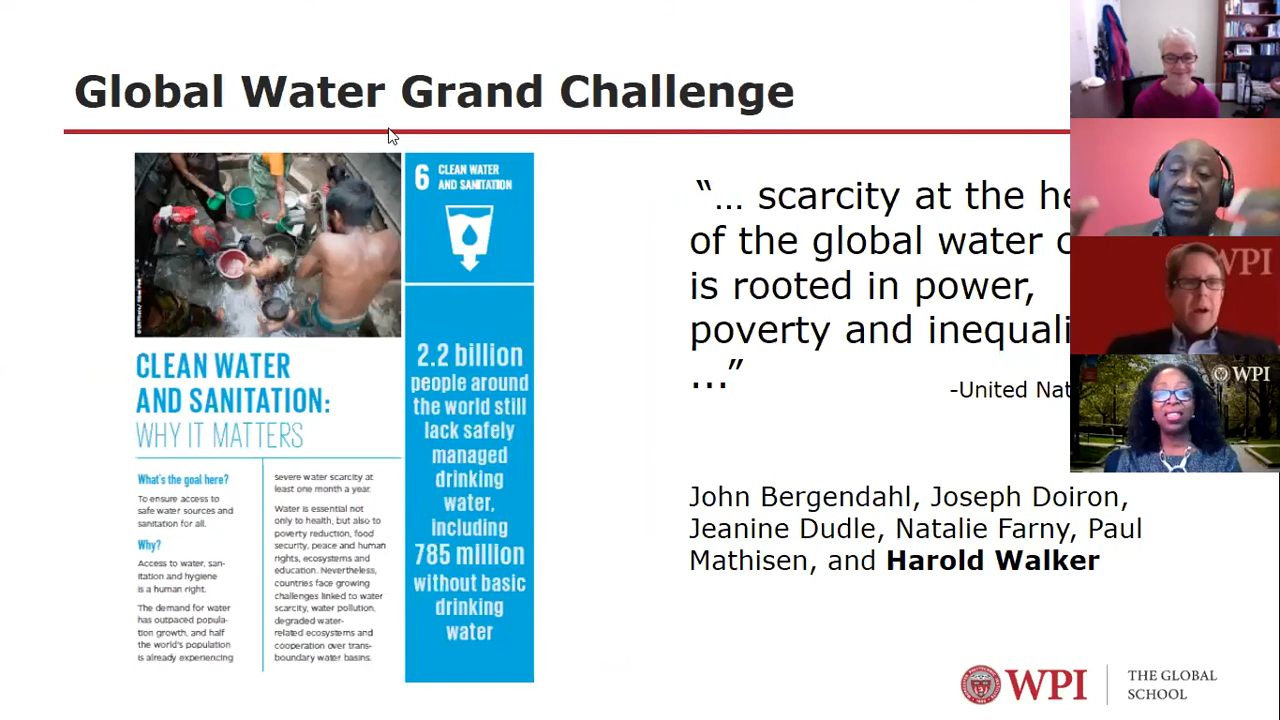 Global Water Grand Challenge
6 CLEAN WATER
AND SANITATION
2.2 billion
people around
the world still
lack safely
managed
drinking
water,
including
785 million
without basic
drinking
water
CLEAN WATER
AND SANITATION:
WHY IT MATTERS
What's the goal here?
To ensure access to
safe water sources and
sanitation for all.
Why?
Access to water, san-
itation and hygiene
is a human right.
The demand for water
has outpaced popula-
tion growth, and half
the world's population
is already experiencing
severe water scarcity at
least one month a year.
Water is essential not
only to health, but also to
poverty reduction, food
security, peace and human
rights, ecosystems and
education. Nevertheless,
countries face growing
challenges linked to water
scarcity, water pollution,
degraded water-
related ecosystems and
cooperation over trans-
boundary water basins.
“... scarcity at the he
of the global water c
is rooted in power,
poverty and inequali
...”
-United Nat
John Bergendahl, Joseph Doiron,
Jeanine Dudle, Natalie Farny, Paul
Mathisen, and Harold Walker
WPI
WPI
WPI
THE GLOBAL
SCHOOL